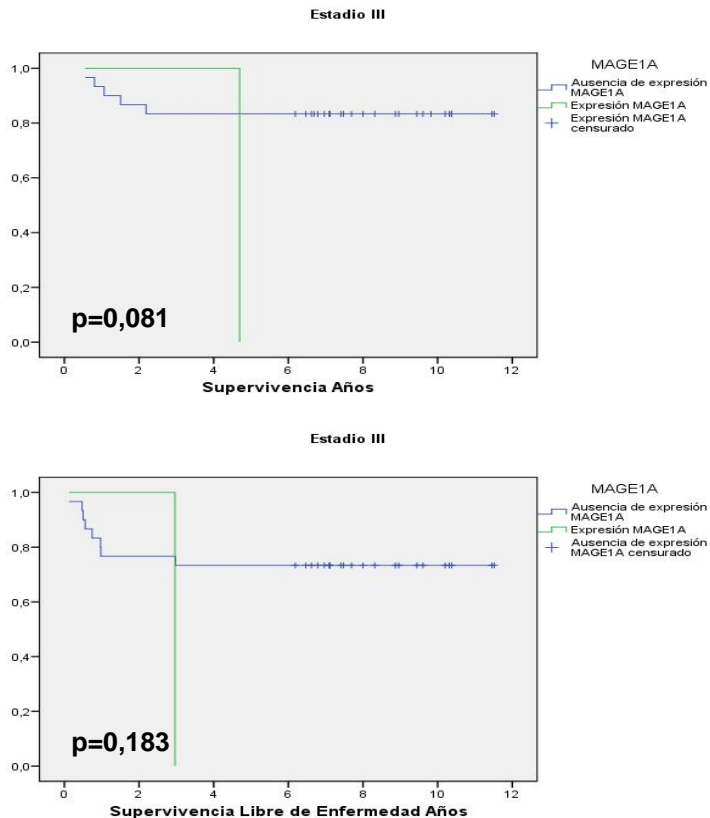 Estadio III
MAGE1A
Ausencia de expresión
MAGE1A
Expresión MAGE1A
Expresión MAGE1A
censurado
1,0
0,8
0,6
0,4
0,2
0,0
p=0,081
0 2 4 6 8 10 12
Supervivencia Años
Estadio III
MAGE1A
Ausencia de expresión
MAGE1A
Expresión MAGE1A
Ausencia de expresión
MAGE1A censurado
1,0
0,8
0,6
0,4
0,2
0,0
p=0,183
0 2 4 6 8 10 12
Supervivencia Libre de Enfermedad Años